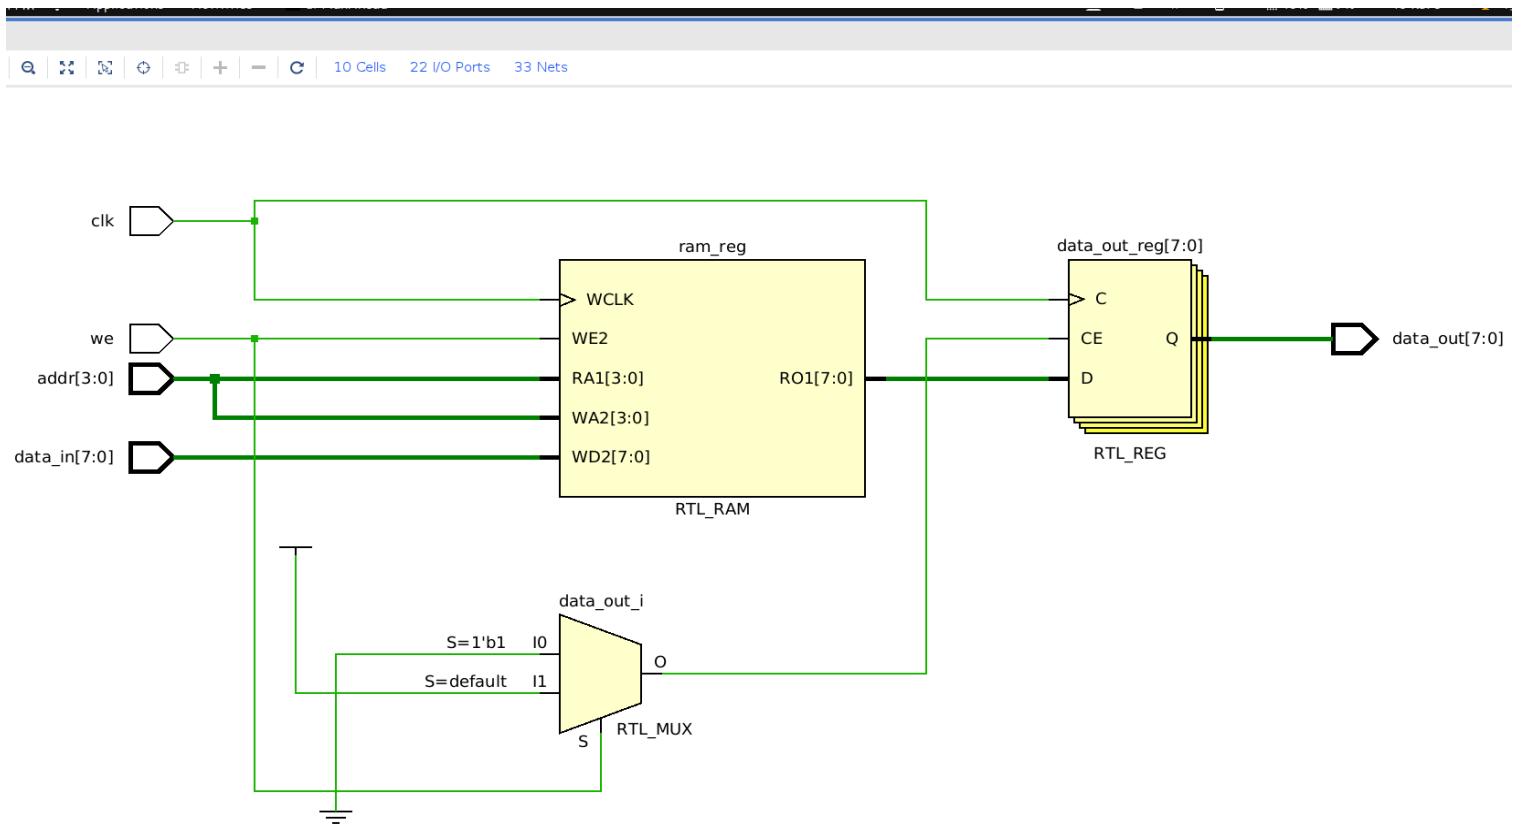 10 Cells 22 I/O Ports 33 Nets
clk
ram_reg
data_out_reg[7:0]
WCLK
C
we
WE2
CE
Q
data_out[7:0]
addr[3:0]
RA1[3:0]
RO1[7:0]
D
WA2[3:0]
data_in[7:0]
WD2[7:0]
RTL_REG
RTL_RAM
data_out_i
S=1'b1 I0
O
S=default I1
RTL_MUX
S